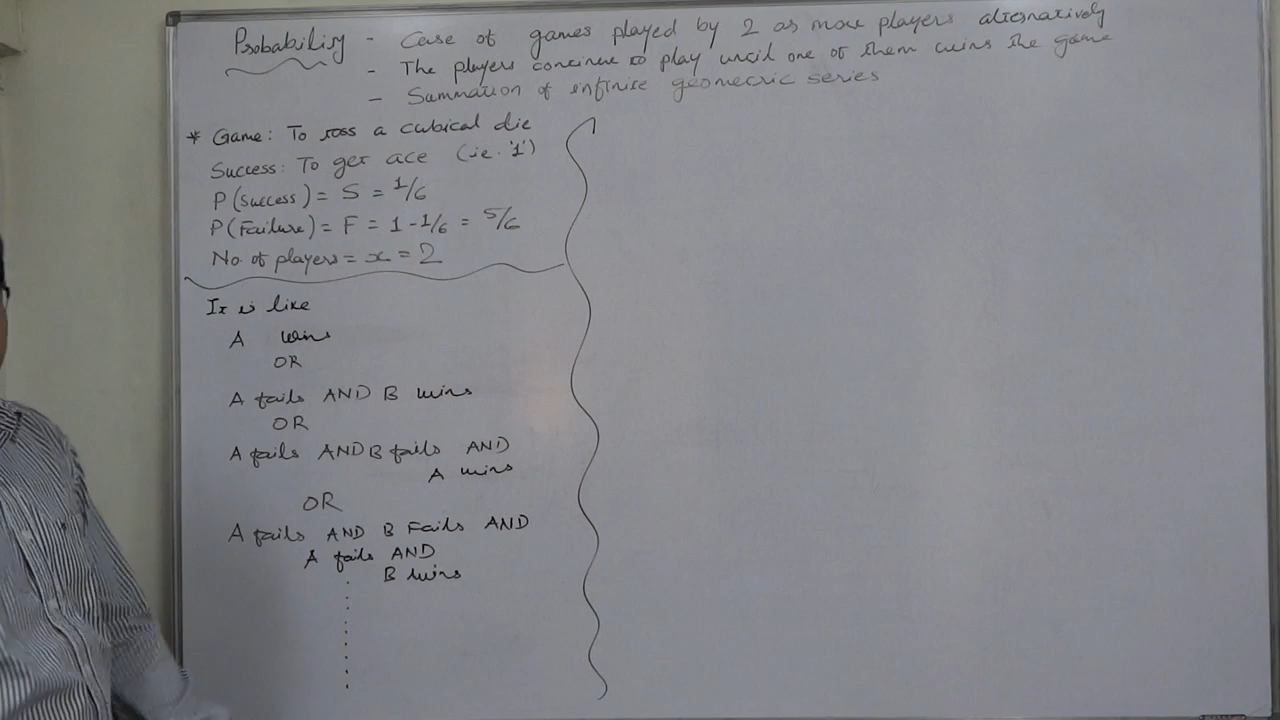 Probability - Case of games played by 2 or more players alternatively
- The players continue to play until one of them wins the game
- Summation of infinite geometric series
* Game: To toss a cubical die
Success: To get ace (ie. '1')
P(Success) = S = 1/6
P(Failure) = F = 1 - 1/6 = 5/6
No. of players = x = 2
It is like
A wins
OR
A fails AND B wins
OR
A fails AND B fails AND
A wins
OR
A fails AND B Fails AND
A fails AND
B wins